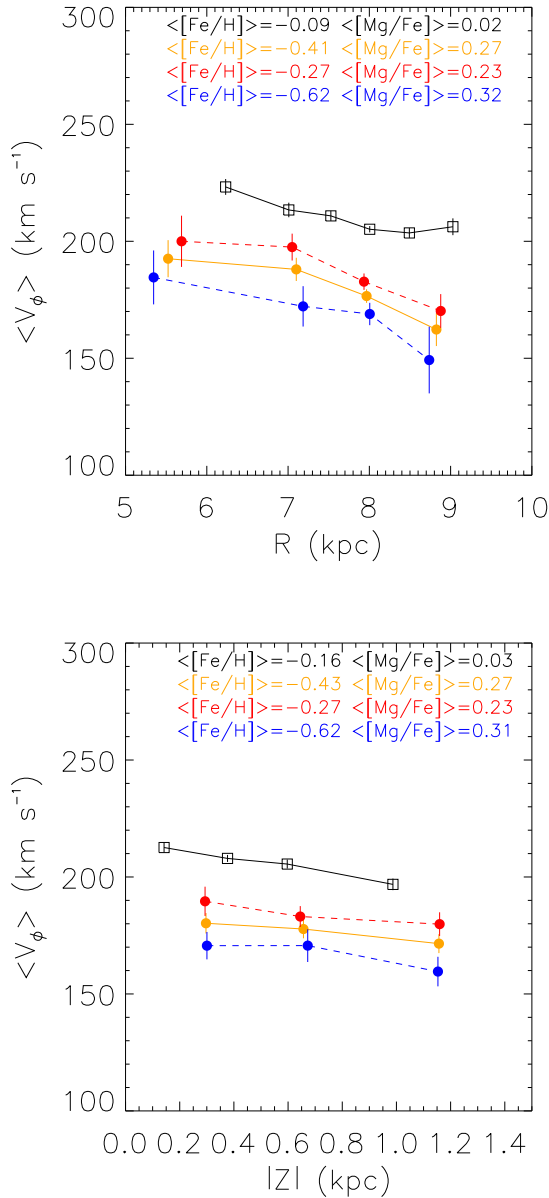 <[Fe/H]>=−0.09 <[Mg/Fe]>=0.02
<[Fe/H]>=−0.41 <[Mg/Fe]>=0.27
<[Fe/H]>=−0.27 <[Mg/Fe]>=0.23
<[Fe/H]>=−0.62 <[Mg/Fe]>=0.32
300
250
200
150
100
<Vϕ> (km s⁻¹)
5 6 7 8 9 10
R (kpc)
<[Fe/H]>=−0.16 <[Mg/Fe]>=0.03
<[Fe/H]>=−0.43 <[Mg/Fe]>=0.27
<[Fe/H]>=−0.27 <[Mg/Fe]>=0.23
<[Fe/H]>=−0.62 <[Mg/Fe]>=0.31
300
250
200
150
100
<Vϕ> (km s⁻¹)
0.0 0.2 0.4 0.6 0.8 1.0 1.2 1.4
|Z| (kpc)